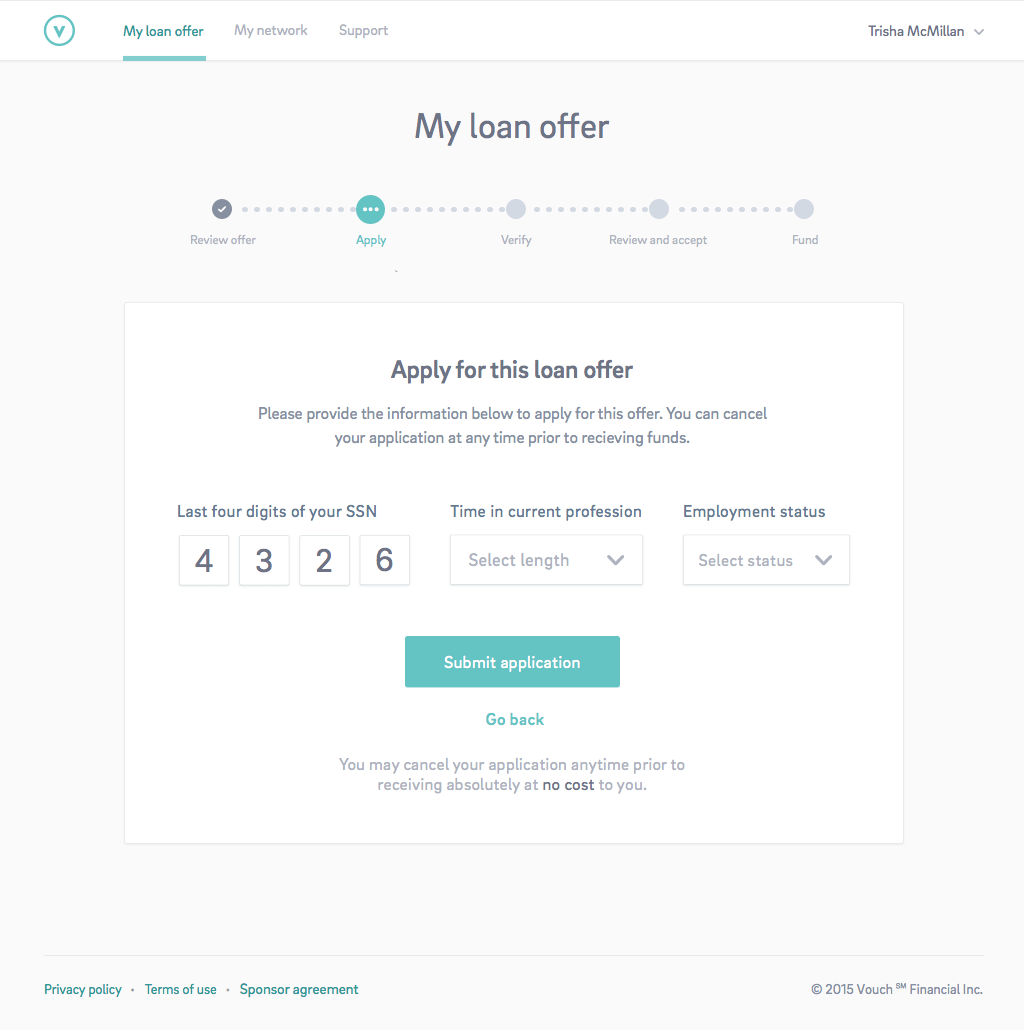 V
My loan offer
My network
Support
Trisha McMillan
My loan offer
Review offer
Apply
Verify
Review and accept
Fund
Apply for this loan offer
Please provide the information below to apply for this offer. You can cancel
your application at any time prior to recieving funds.
Last four digits of your SSN
4 3 2 6
Time in current profession
Select length
Employment status
Select status
Submit application
Go back
You may cancel your application anytime prior to
receiving absolutely at no cost to you.
Privacy policy · Terms of use · Sponsor agreement
© 2015 Vouch ℠ Financial Inc.